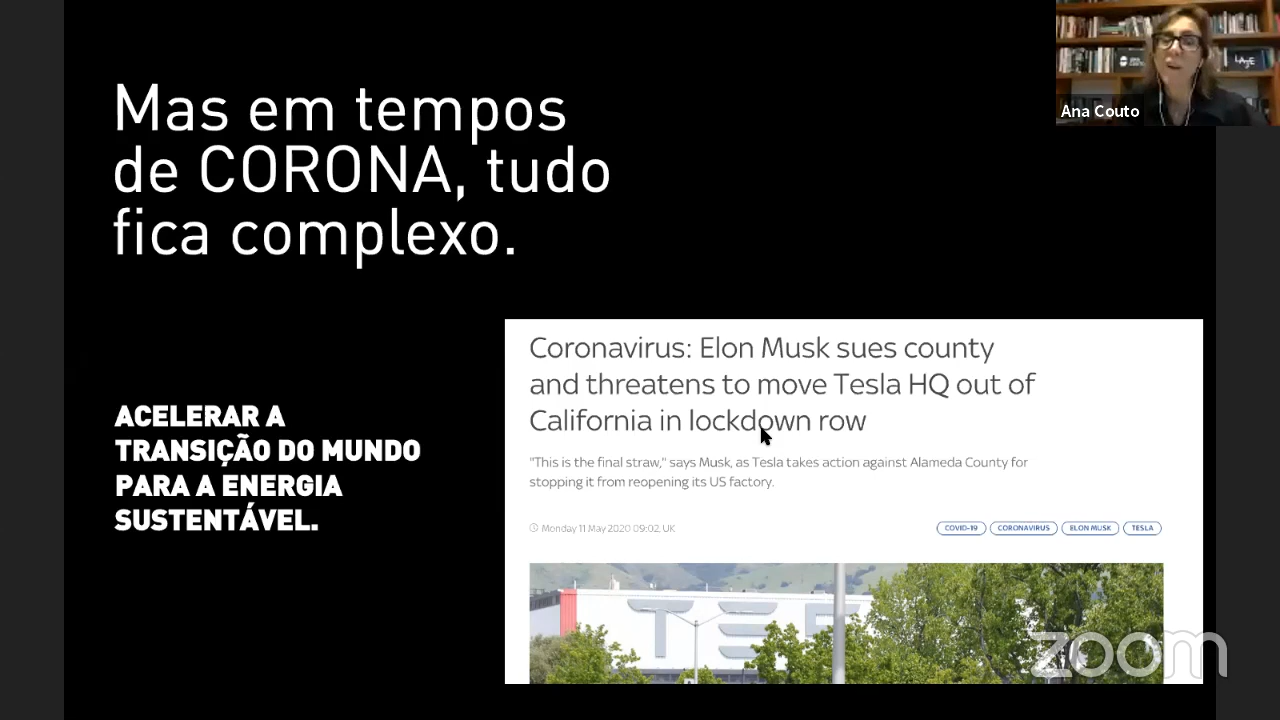 Mas em tempos
de CORONA, tudo
fica complexo.
Ana Couto
ACELERAR A
TRANSIÇÃO DO MUNDO
PARA A ENERGIA
SUSTENTÁVEL.
Coronavirus: Elon Musk sues county
and threatens to move Tesla HQ out of
California in lockdown row
"This is the final straw," says Musk, as Tesla takes action against Alameda County for
stopping it from reopening its US factory.
Monday 11 May 2020 09:02, UK
COVID-19 CORONAVIRUS ELON MUSK TESLA
zoom